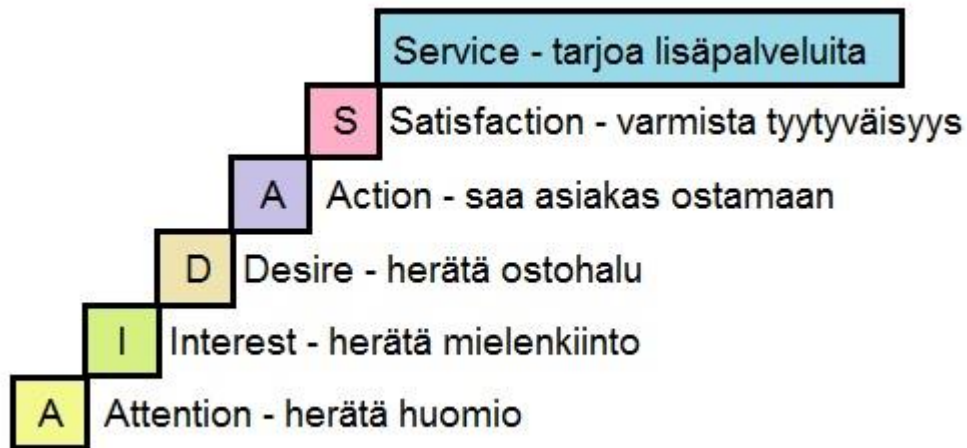 Service - tarjoa lisäpalveluita
S Satisfaction - varmista tyytyväisyys
A Action - saa asiakas ostamaan
D Desire - herätä ostohalu
I Interest - herätä mielenkiinto
A Attention - herätä huomio